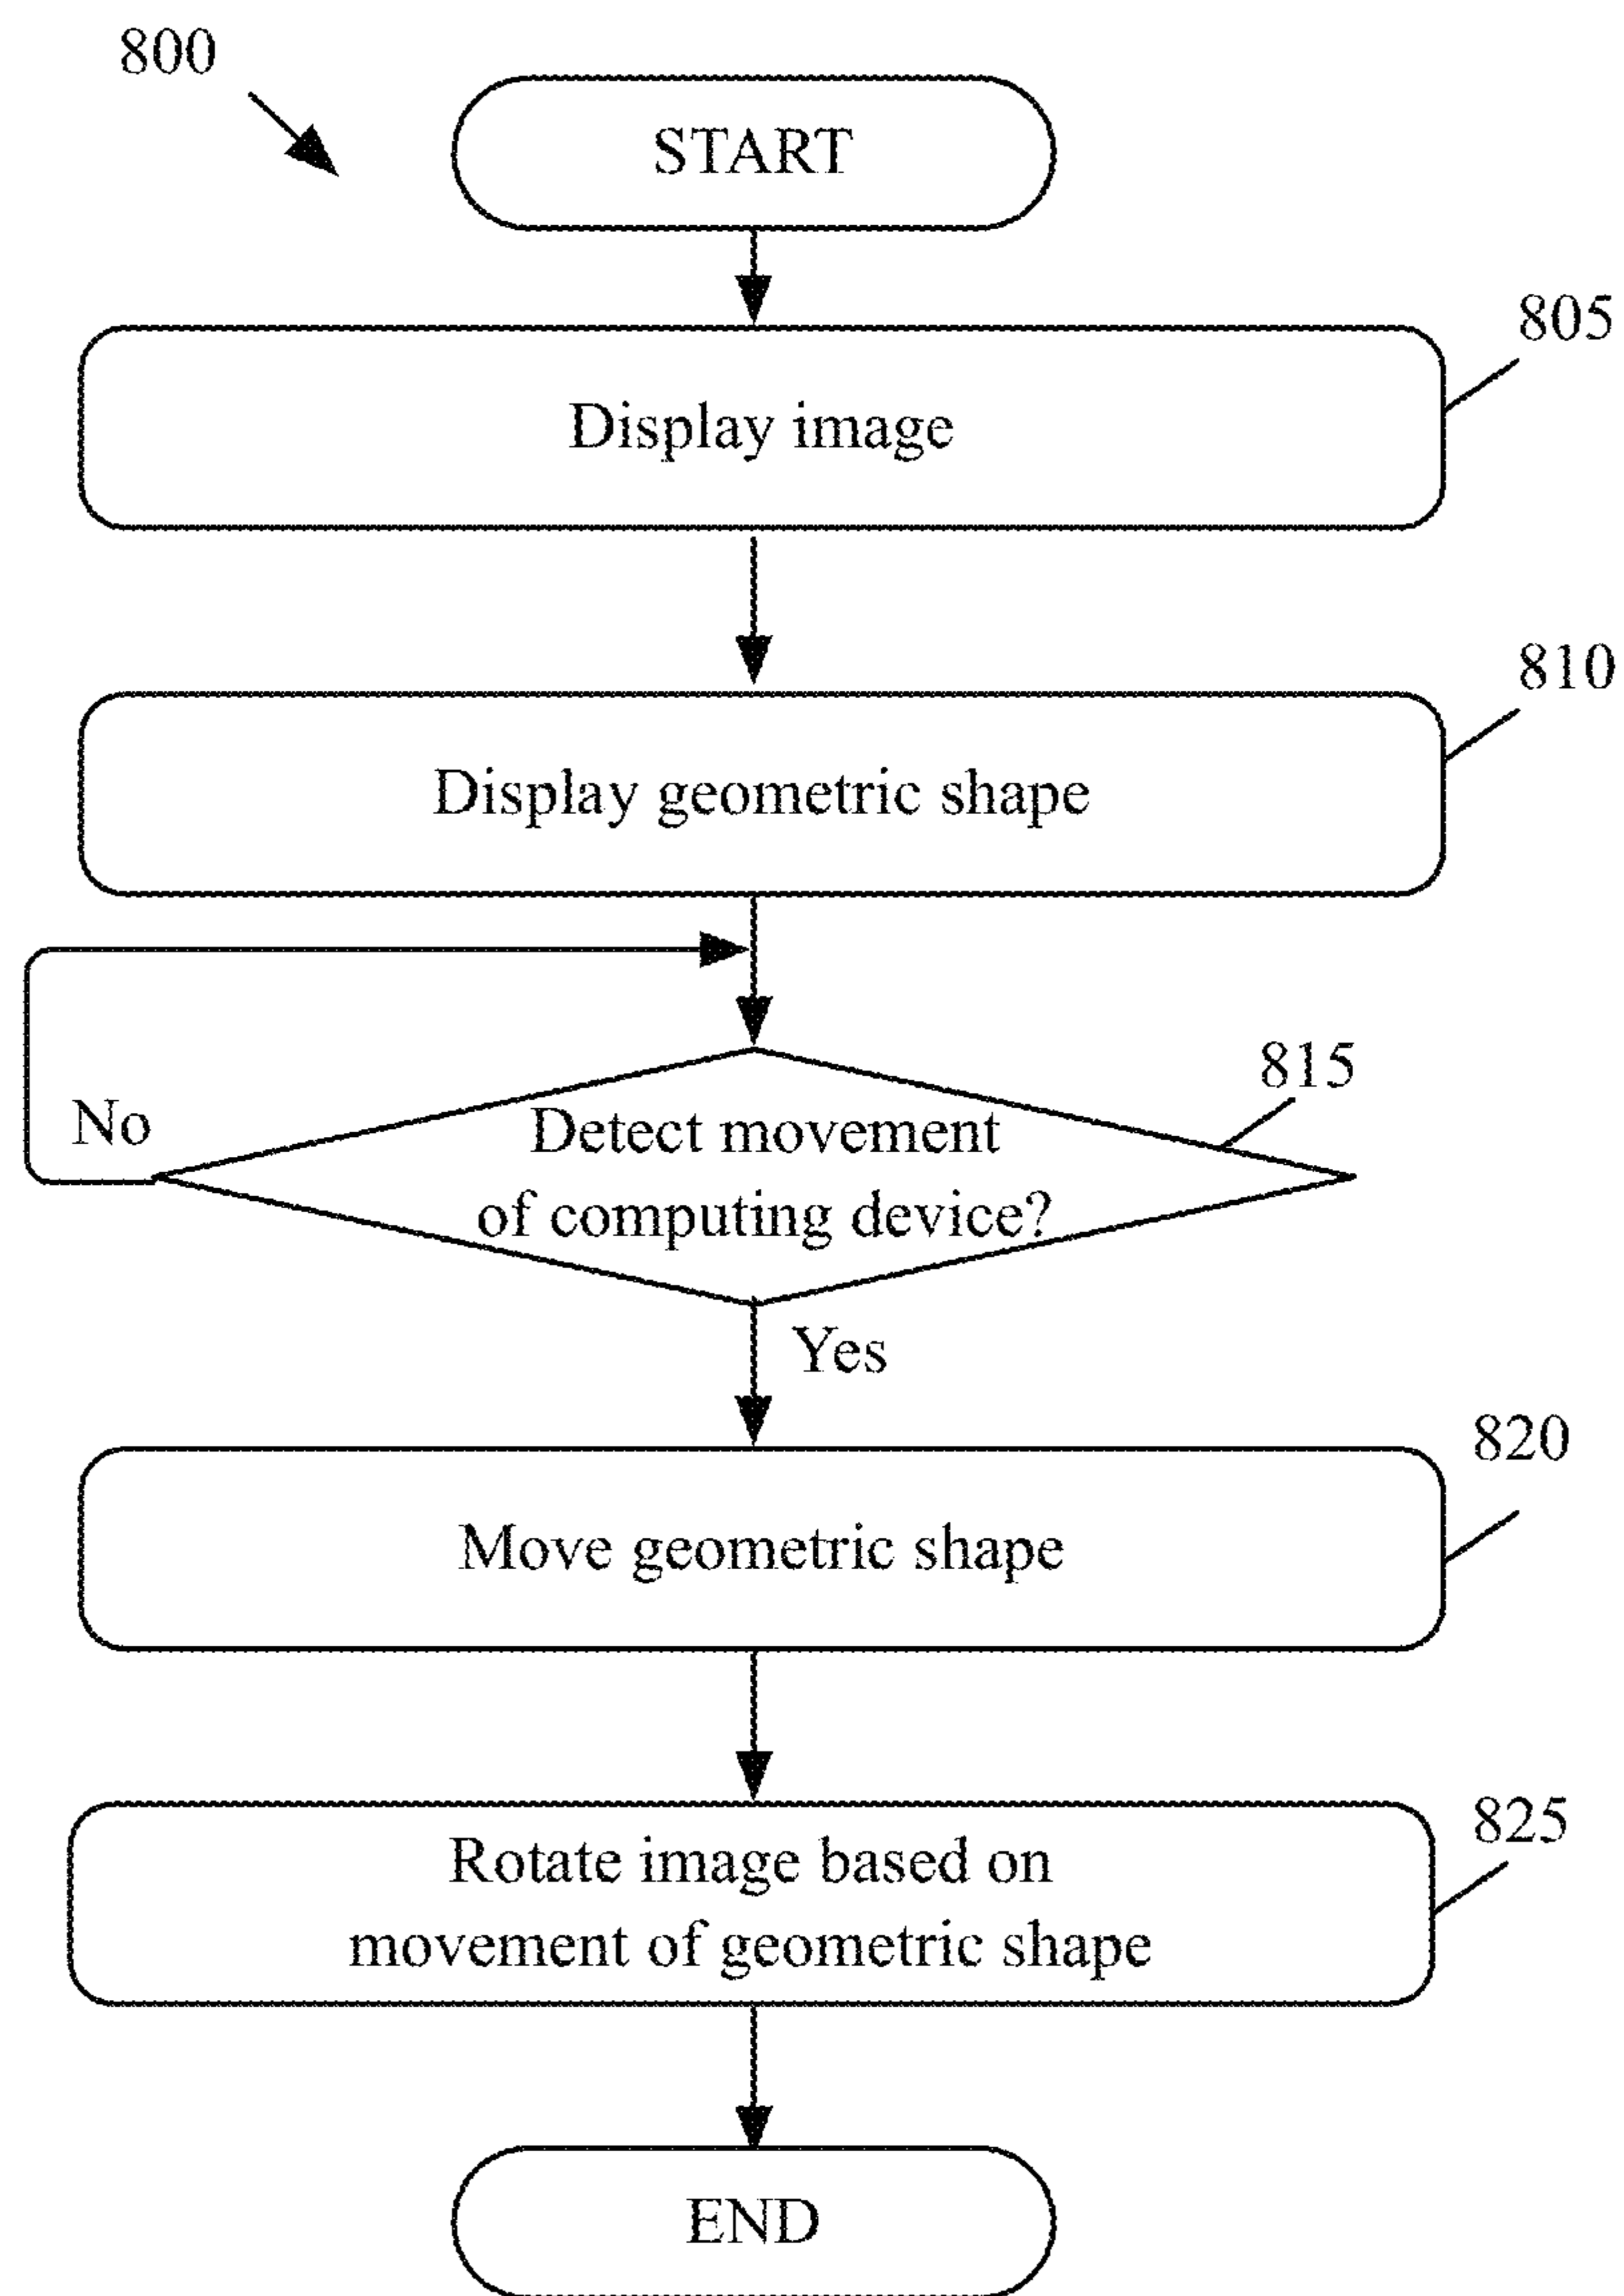 800
START
805
Display image
810
Display geometric shape
815
No
Detect movement
of computing device?
Yes
820
Move geometric shape
825
Rotate image based on
movement of geometric shape
END